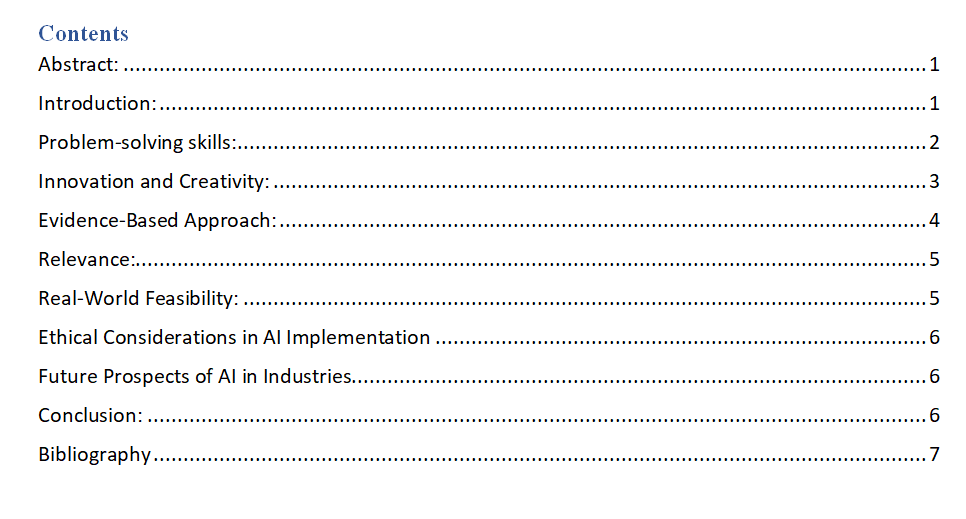 Contents
Abstract: ........................................................................................................................................ 1
Introduction: ................................................................................................................................. 1
Problem-solving skills:.................................................................................................................... 2
Innovation and Creativity: .............................................................................................................. 3
Evidence-Based Approach: ............................................................................................................. 4
Relevance:..................................................................................................................................... 5
Real-World Feasibility: ................................................................................................................... 5
Ethical Considerations in AI Implementation ................................................................................... 6
Future Prospects of AI in Industries................................................................................................ 6
Conclusion: ................................................................................................................................... 6
Bibliography .................................................................................................................................. 7